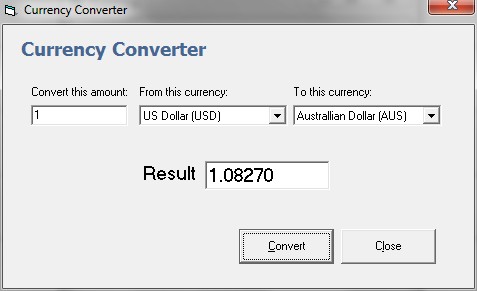 Currency Converter
Currency Converter
Convert this amount: From this currency: To this currency:
1 US Dollar (USD) Australlian Dollar (AUS)
Result 1.08270
Convert Close